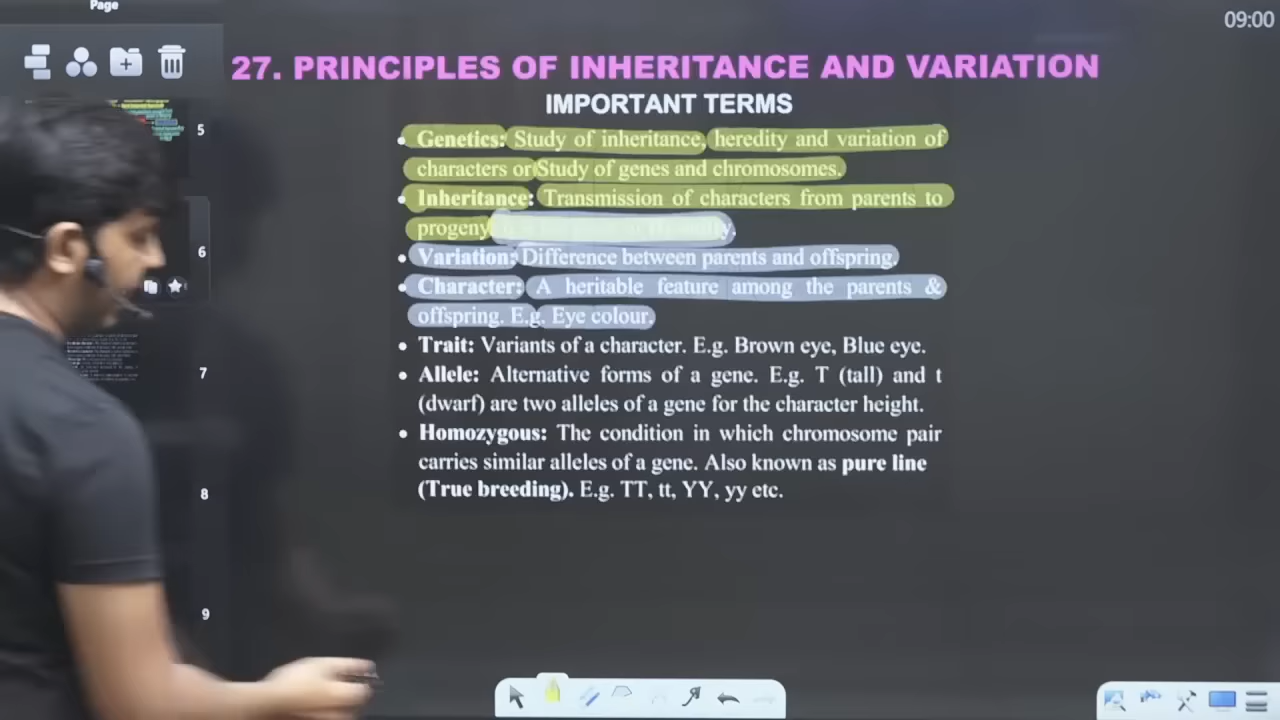 Page
09:00
27. PRINCIPLES OF INHERITANCE AND VARIATION
IMPORTANT TERMS
• Genetics: Study of inheritance, heredity and variation of
characters or Study of genes and chromosomes.
• Inheritance: Transmission of characters from parents to
progeny
• Variation: Difference between parents and offspring.
• Character: A heritable feature among the parents &
offspring. E.g. Eye colour.
• Trait: Variants of a character. E.g. Brown eye, Blue eye.
• Allele: Alternative forms of a gene. E.g. T (tall) and t
(dwarf) are two alleles of a gene for the character height.
• Homozygous: The condition in which chromosome pair
carries similar alleles of a gene. Also known as pure line
(True breeding). E.g. TT, tt, YY, yy etc.
5
6
7
8
9